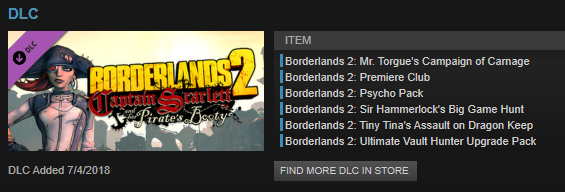 DLC
DLC
BORDERLANDS 2
Captain Scarlett
and her
Pirate's Booty
DLC Added 7/4/2018
ITEM
Borderlands 2: Mr. Torgue's Campaign of Carnage
Borderlands 2: Premiere Club
Borderlands 2: Psycho Pack
Borderlands 2: Sir Hammerlock's Big Game Hunt
Borderlands 2: Tiny Tina's Assault on Dragon Keep
Borderlands 2: Ultimate Vault Hunter Upgrade Pack
FIND MORE DLC IN STORE